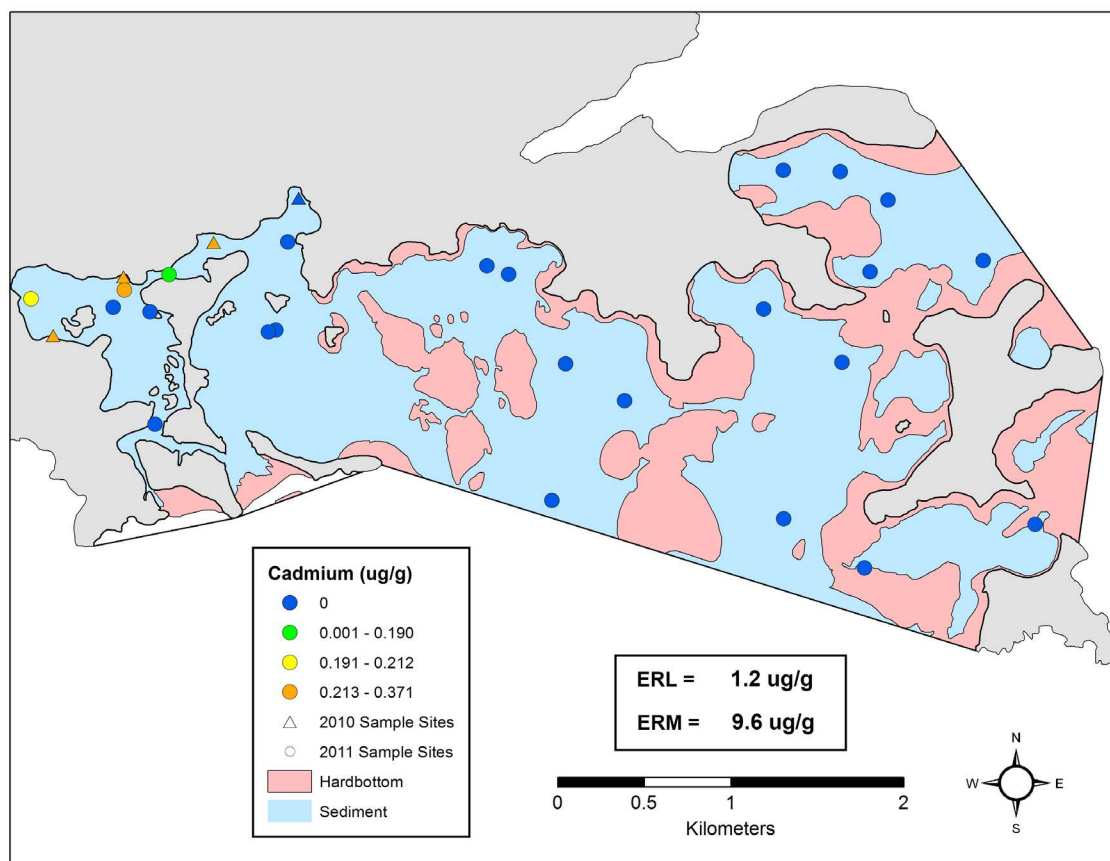 Cadmium (ug/g)
0
0.001 - 0.190
0.191 - 0.212
0.213 - 0.371
2010 Sample Sites
2011 Sample Sites
Hardbottom
Sediment
ERL = 1.2 ug/g
ERM = 9.6 ug/g
0 0.5 1 2
Kilometers
N
W E
S